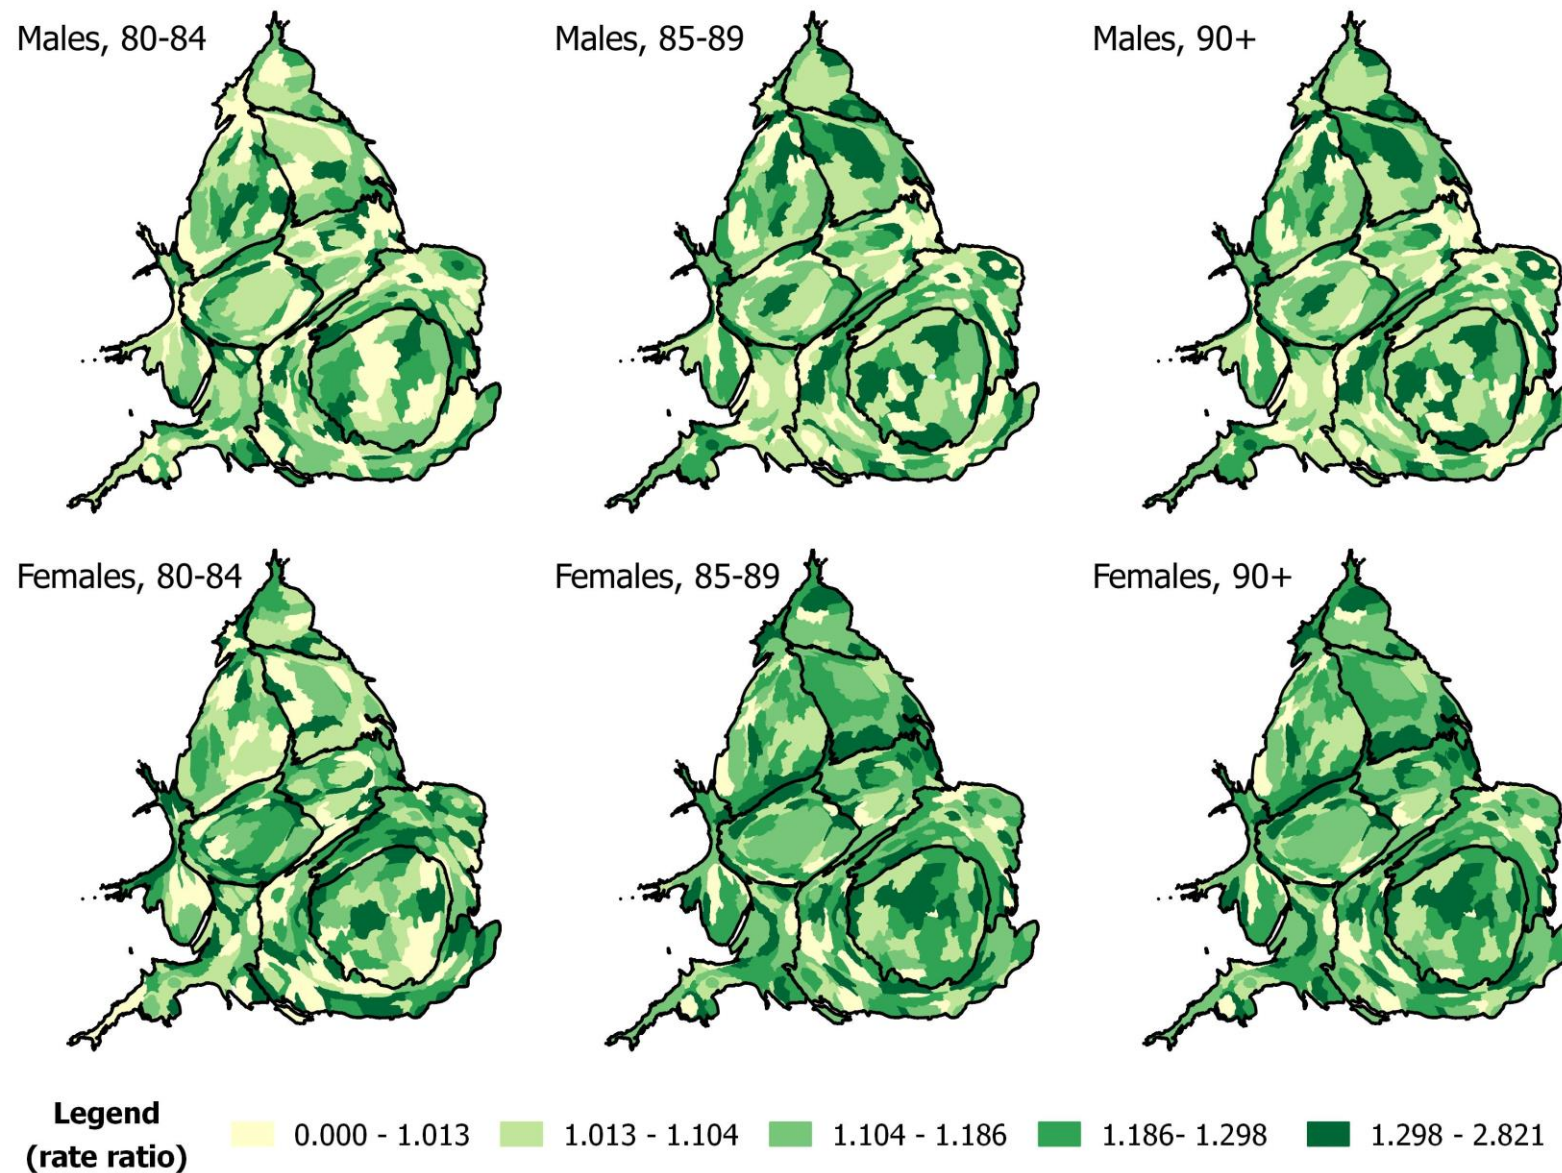 Males, 80-84
Males, 85-89
Males, 90+
Females, 80-84
Females, 85-89
Females, 90+
Legend
(rate ratio)
0.000 - 1.013
1.013 - 1.104
1.104 - 1.186
1.186- 1.298
1.298 - 2.821